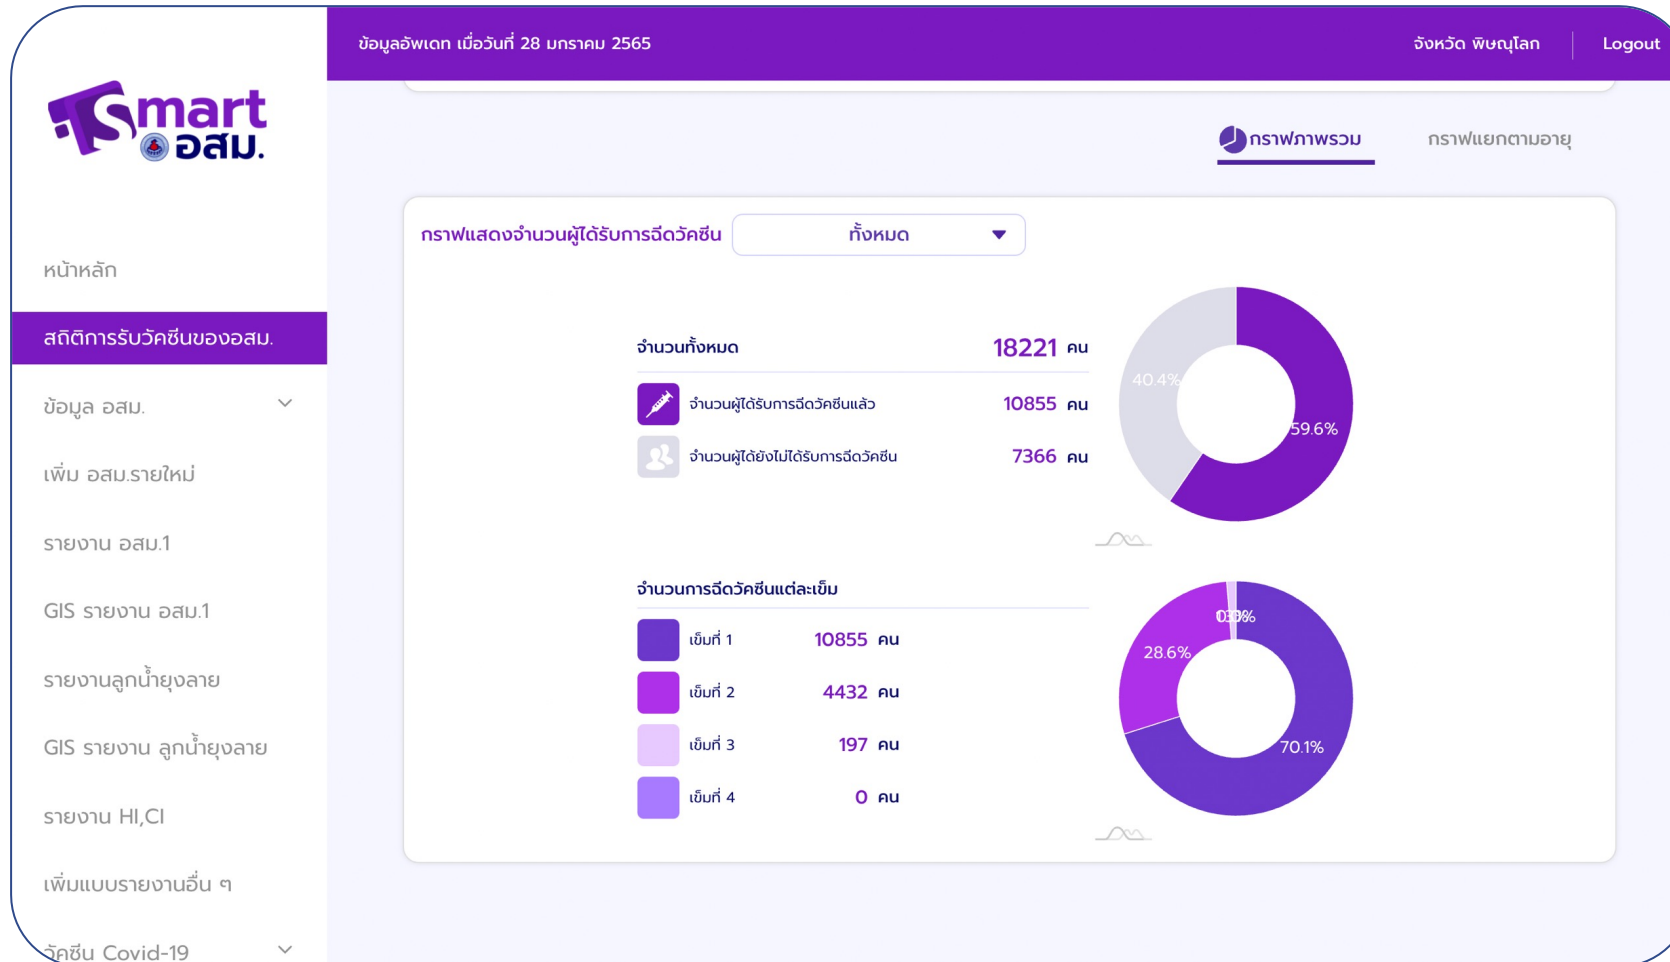 ข้อมูลอัพเดท เมื่อวันที่ 28 มกราคม 2565
จังหวัด พิษณุโลก
Logout
Smart
อสม.
หน้าหลัก
สถิติการรับวัคซีนของอสม.
ข้อมูล อสม.
เพิ่ม อสม.รายใหม่
รายงาน อสม.1
GIS รายงาน อสม.1
รายงานลูกน้ำยุงลาย
GIS รายงาน ลูกน้ำยุงลาย
รายงาน HI,CI
เพิ่มแบบรายงานอื่น ๆ
วัคซีน Covid-19
กราฟภาพรวม
กราฟแยกตามอายุ
กราฟแสดงจำนวนผู้ได้รับการฉีดวัคซีน
ทั้งหมด
จำนวนทั้งหมด 18221 คน
จำนวนผู้ได้รับการฉีดวัคซีนแล้ว 10855 คน
จำนวนผู้ได้ยังไม่ได้รับการฉีดวัคซีน 7366 คน
40.4%
59.6%
จำนวนการฉีดวัคซีนแต่ละเข็ม
เข็มที่ 1 10855 คน
เข็มที่ 2 4432 คน
เข็มที่ 3 197 คน
เข็มที่ 4 0 คน
28.6%
70.1%